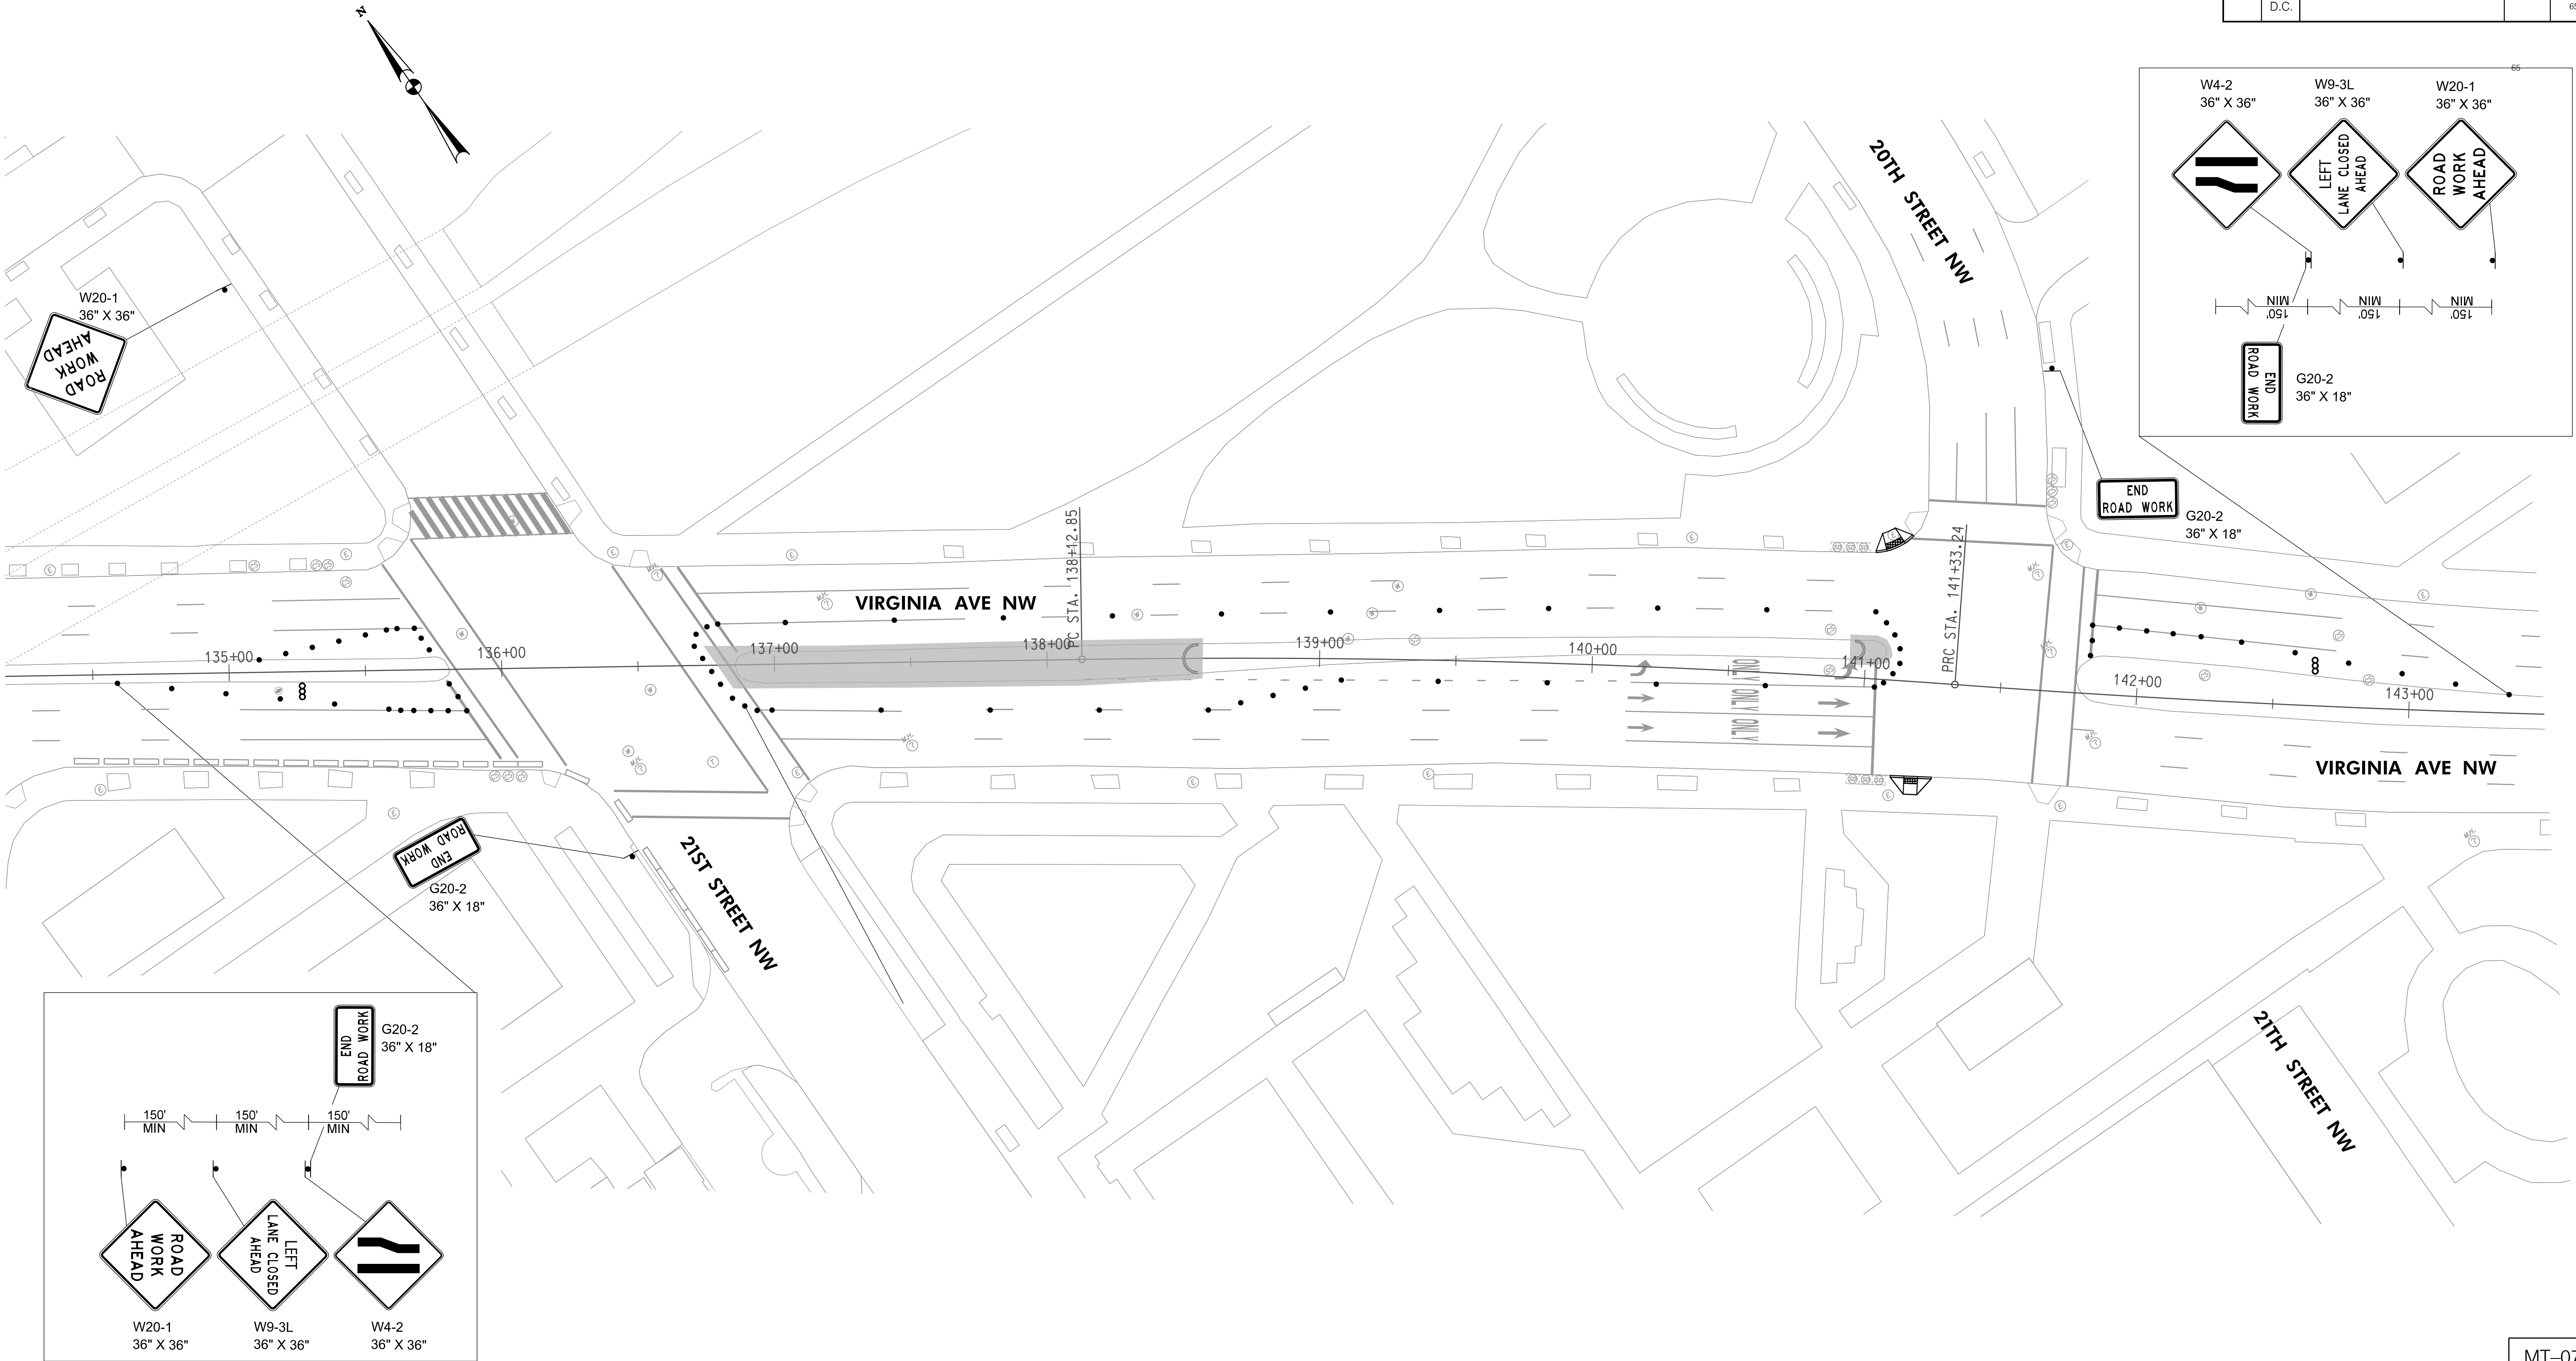 N
D.C.
65
65
W4-2
36" X 36"
W9-3L
36" X 36"
W20-1
36" X 36"
LEFT
LANE CLOSED
AHEAD
ROAD
WORK
AHEAD
150'
MIN
150'
MIN
150'
MIN
END
ROAD WORK
G20-2
36" X 18"
W20-1
36" X 36"
ROAD
WORK
AHEAD
20TH STREET NW
END
ROAD WORK
G20-2
36" X 18"
PC STA. 138+12.85
PRC STA. 141+33.24
VIRGINIA AVE NW
135+00
136+00
137+00
138+00
139+00
140+00
141+00
142+00
143+00
ONLY
ONLY
ONLY
VIRGINIA AVE NW
END
ROAD WORK
G20-2
36" X 18"
21ST STREET NW
21TH STREET NW
END
ROAD WORK
G20-2
36" X 18"
150'
MIN
150'
MIN
150'
MIN
ROAD
WORK
AHEAD
LEFT
LANE CLOSED
AHEAD
W20-1
36" X 36"
W9-3L
36" X 36"
W4-2
36" X 36"
MT-07